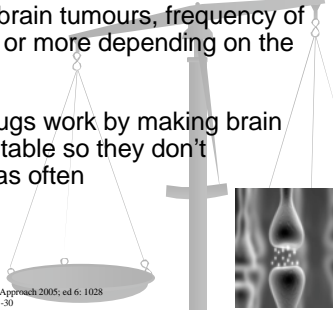 brain tumours, frequency of
or more depending on the
ugs work by making brain
table so they don't
as often
Approach 2005; ed 6: 1028
-30